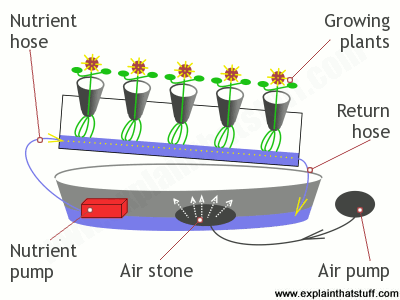 Nutrient
hose
Growing
plants
Return
hose
Nutrient
pump
Air stone
Air pump
www.explainthatstuff.com